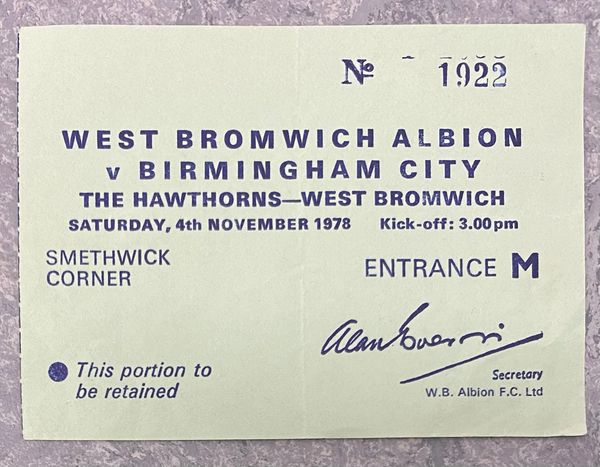 Nº 1922
WEST BROMWICH ALBION
v BIRMINGHAM CITY
THE HAWTHORNS—WEST BROMWICH
SATURDAY, 4th NOVEMBER 1978 Kick-off: 3.00pm
SMETHWICK
CORNER
ENTRANCE M
Secretary
W.B. Albion F.C. Ltd
This portion to
be retained